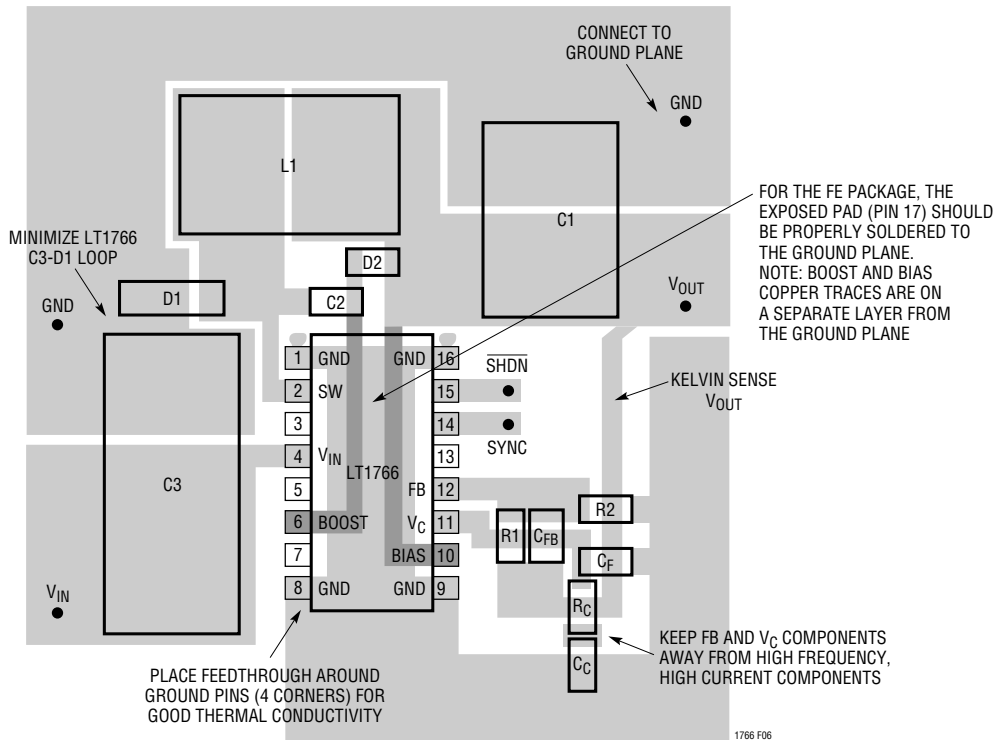 CONNECT TO
GROUND PLANE
GND
L1
C1
FOR THE FE PACKAGE, THE
EXPOSED PAD (PIN 17) SHOULD
BE PROPERLY SOLDERED TO
THE GROUND PLANE.
NOTE: BOOST AND BIAS
COPPER TRACES ARE ON
A SEPARATE LAYER FROM
THE GROUND PLANE
MINIMIZE LT1766
C3-D1 LOOP
GND
D1
D2
C2
VOUT
1 GND
GND 16
2 SW
15
SHDN
3
14
SYNC
4 VIN
13
LT1766
5
FB 12
6 BOOST
VC 11
7
BIAS 10
8 GND
GND 9
KELVIN SENSE
VOUT
C3
R1
CFB
R2
CF
RC
CC
VIN
KEEP FB AND VC COMPONENTS
AWAY FROM HIGH FREQUENCY,
HIGH CURRENT COMPONENTS
PLACE FEEDTHROUGH AROUND
GROUND PINS (4 CORNERS) FOR
GOOD THERMAL CONDUCTIVITY
1766 F06